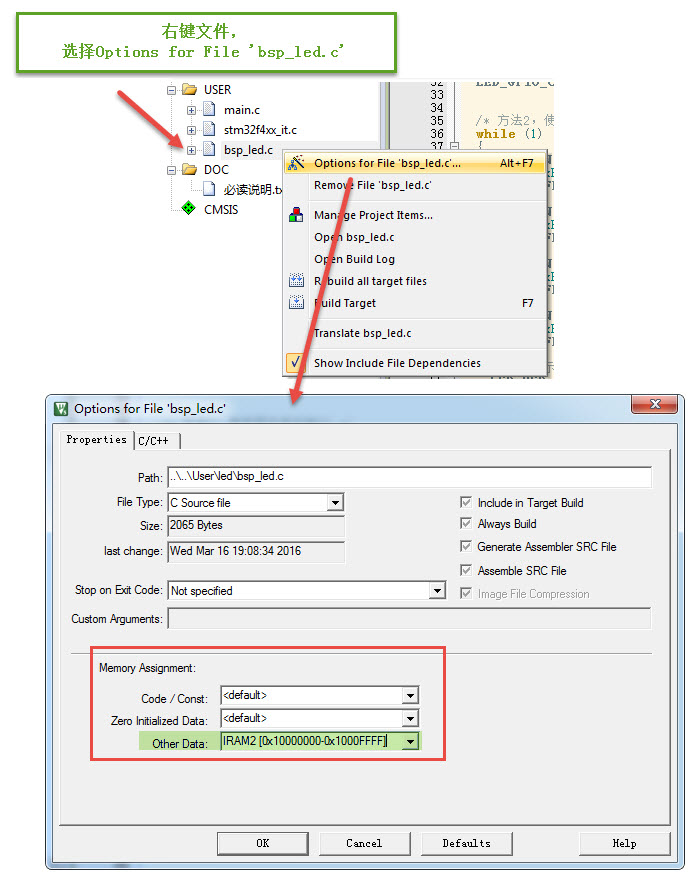 右键文件，
选择Options for File 'bsp_led.c'
USER
main.c
stm32f4xx_it.c
bsp_led.c
DOC
必读说明.tx
CMSIS
33
34
35 /* 方法2，使
36 while (1)
37 {
Options for File 'bsp_led.c'... Alt+F7
Remove File 'bsp_led.c'
Manage Project Items...
Open bsp_led.c
Open Build Log
Rebuild all target files
Build Target F7
Translate bsp_led.c
Show Include File Dependencies
Options for File 'bsp_led.c'
Properties C/C++
Path: ..\..\User\led\bsp_led.c
File Type: C Source file
Include in Target Build
Size: 2065 Bytes
Always Build
last change: Wed Mar 16 19:08:34 2016
Generate Assembler SRC File
Assemble SRC File
Stop on Exit Code: Not specified
Image File Compression
Custom Arguments:
Memory Assignment:
Code / Const: <default>
Zero Initialized Data: <default>
Other Data: IRAM2 [0x10000000-0x1000FFFF]
OK Cancel Defaults Help